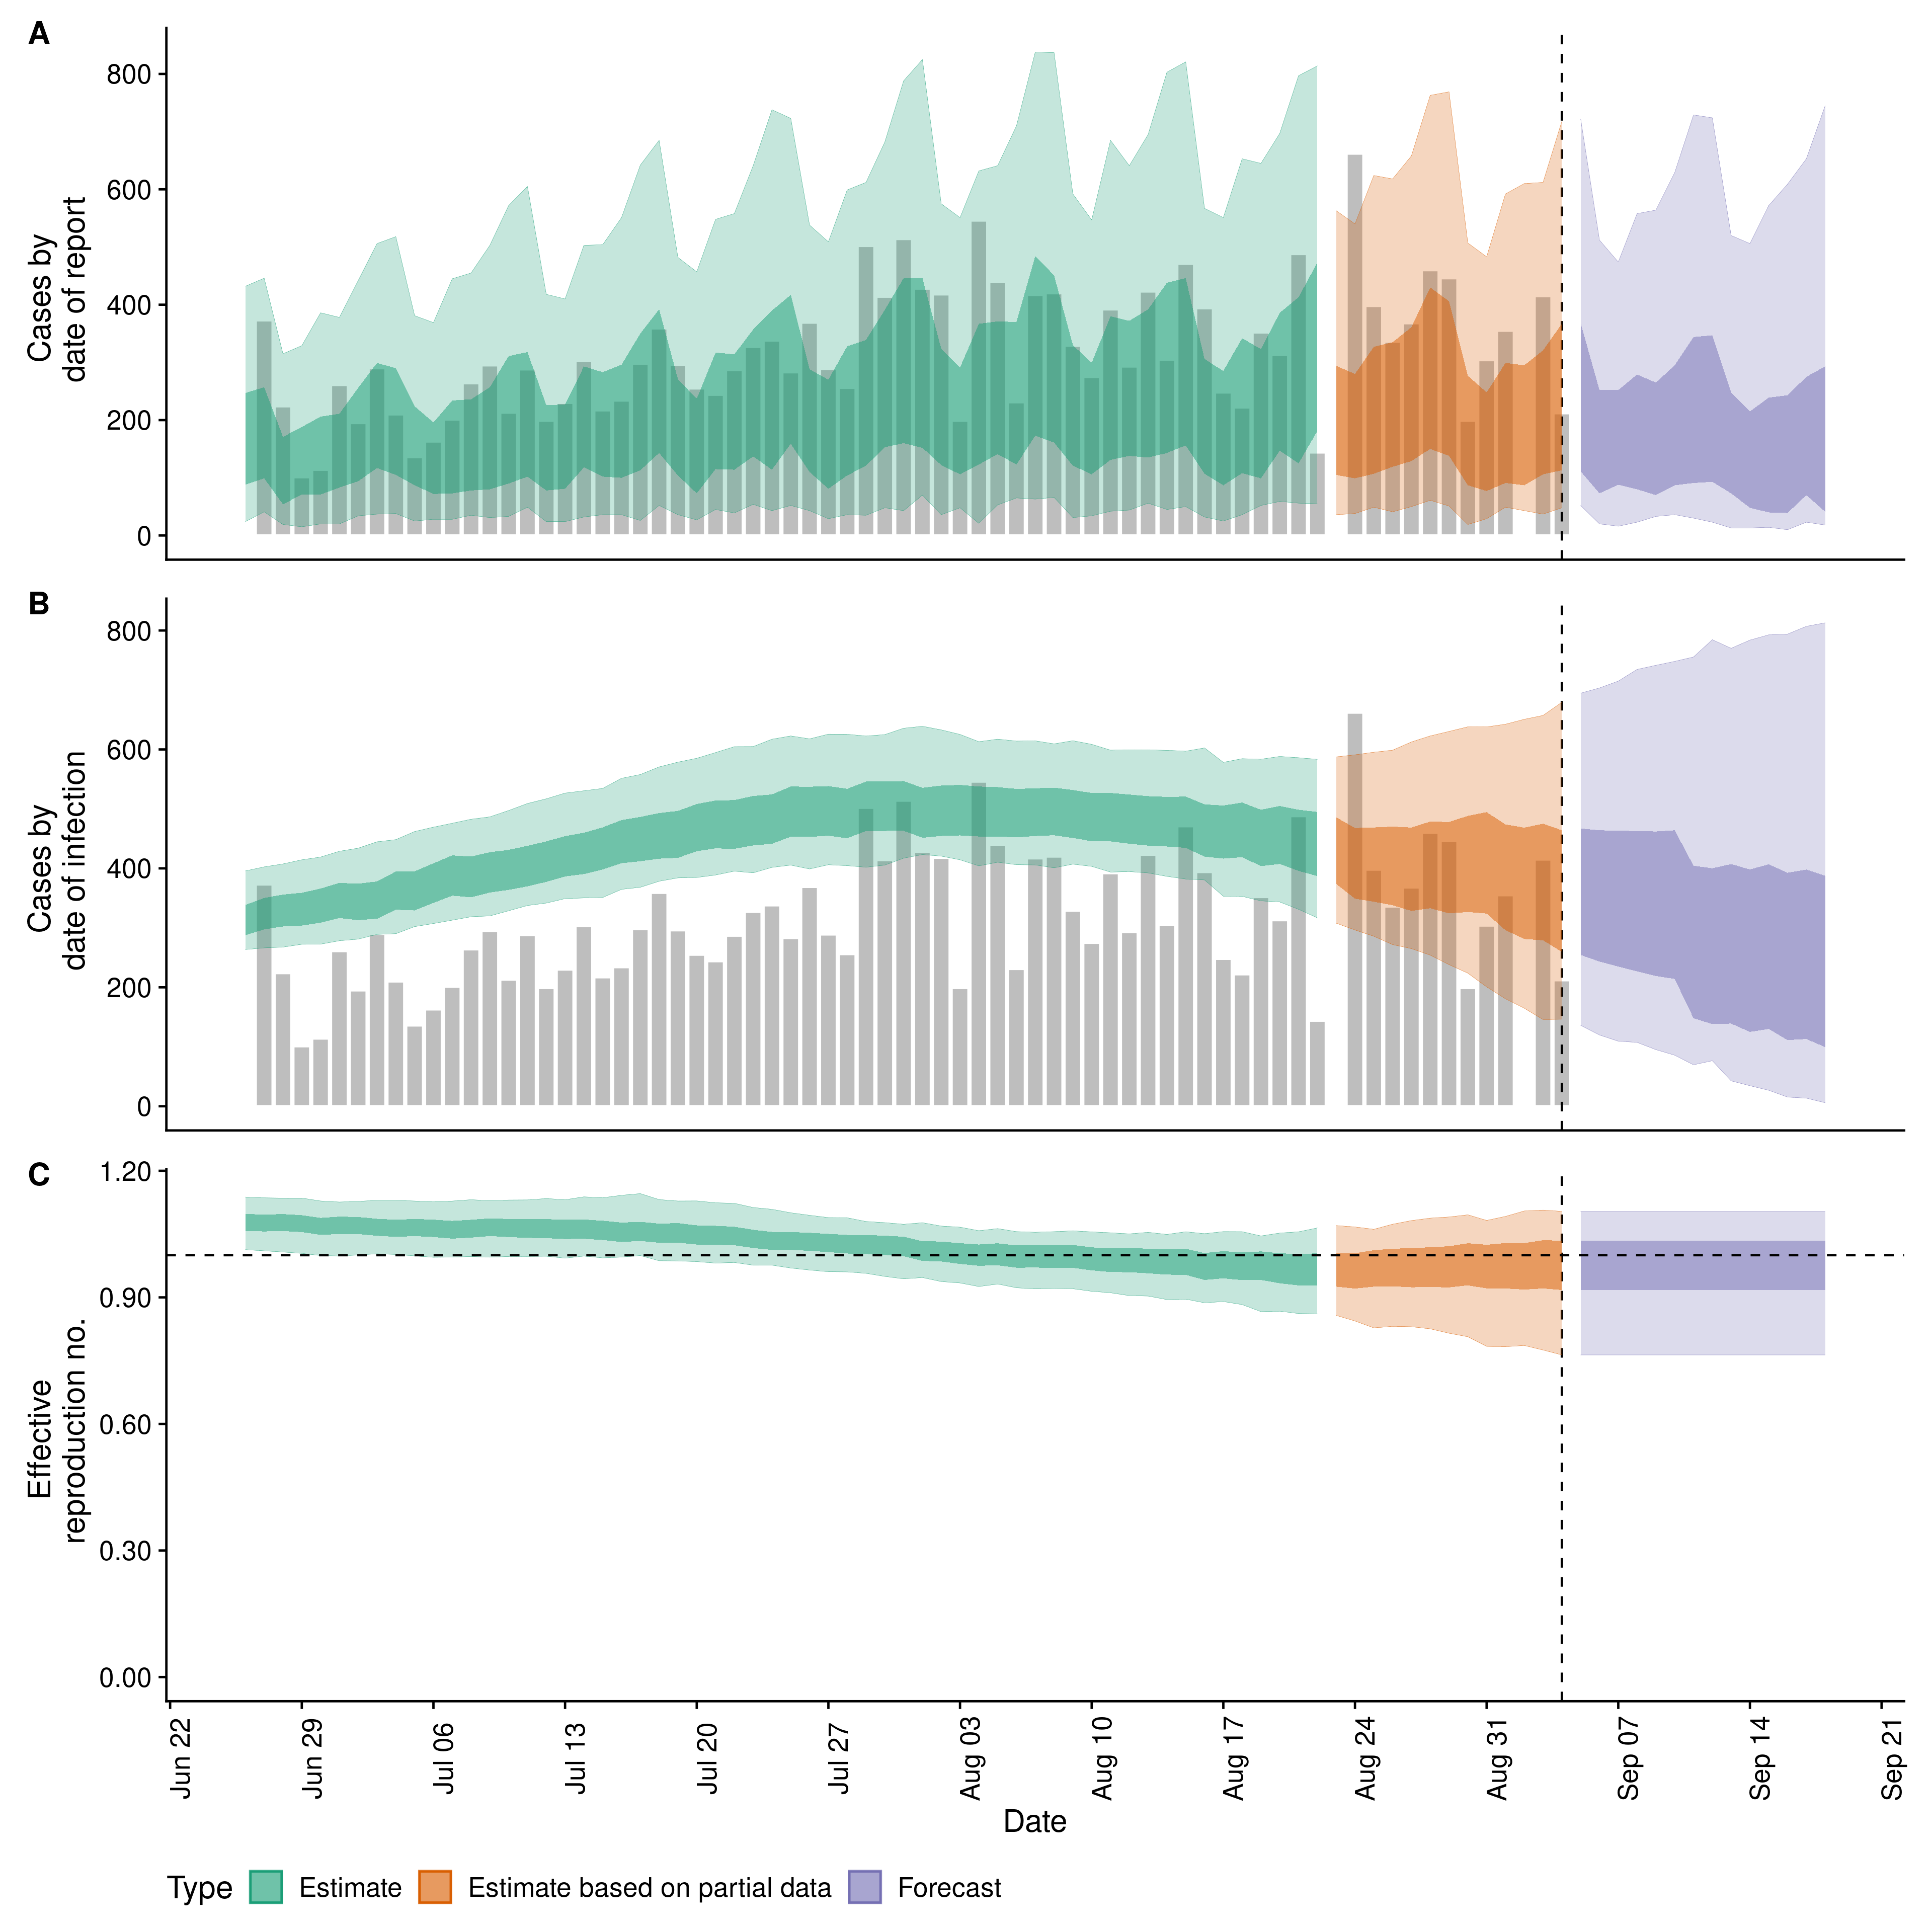 A
Cases by
date of report
800
600
400
200
0
B
Cases by
date of infection
800
600
400
200
0
C
Effective
reproduction no.
1.20
0.90
0.60
0.30
0.00
Jun 22
Jun 29
Jul 06
Jul 13
Jul 20
Jul 27
Aug 03
Aug 10
Aug 17
Aug 24
Aug 31
Sep 07
Sep 14
Sep 21
Date
Type Estimate Estimate based on partial data Forecast